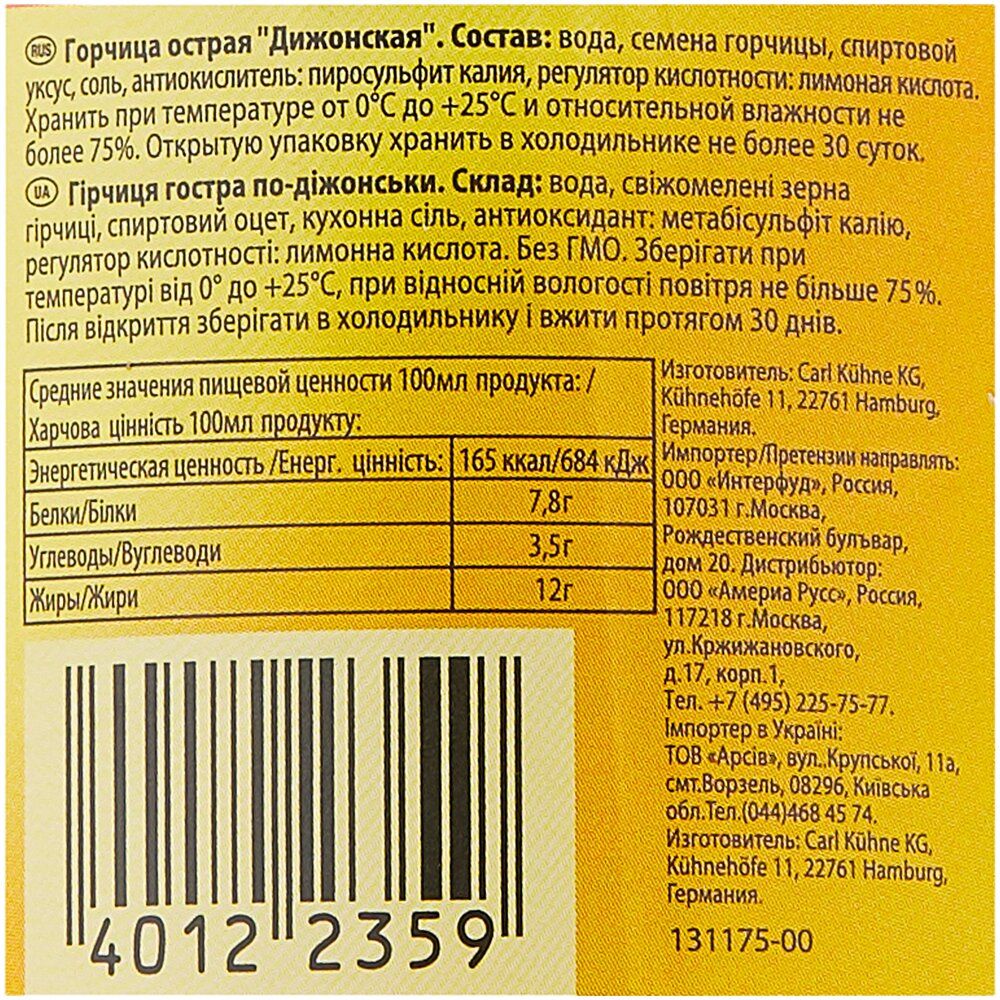 RUS Горчица острая "Дижонская". Состав: вода, семена горчицы, спиртовой
уксус, соль, антиокислитель: пиросульфит калия, регулятор кислотности: лимоная кислота.
Хранить при температуре от 0°С до +25°С и относительной влажности не
более 75%. Открытую упаковку хранить в холодильнике не более 30 суток.
UA Гірчиця гостра по-діжонськи. Склад: вода, свіжомелені зерна
гірчиці, спиртовий оцет, кухонна сіль, антиоксидант: метабісульфіт калію,
регулятор кислотності: лимонна кислота. Без ГМО. Зберігати при
температурі від 0° до +25°С, при відносній вологості повітря не більше 75%.
Після відкриття зберігати в холодильнику і вжити протягом 30 днів.
Средние значения пищевой ценности 100мл продукта: /
Харчова цінність 100мл продукту:
Энергетическая ценность /Енерг. цінність: 165 ккал/684 кДж
Белки/Білки 7,8г
Углеводы/Вуглеводи 3,5г
Жиры/Жири 12г
Изготовитель: Carl Kühne KG,
Kühnehöfe 11, 22761 Hamburg,
Германия.
Импортер/Претензии направлять:
ООО «Интерфуд», Россия,
107031 г.Москва,
Рождественский бульвар,
дом 20. Дистрибьютор:
ООО «Америа Русс», Россия,
117218 г.Москва,
ул.Кржижановского,
д.17, корп.1,
Тел. +7 (495) 225-75-77.
Імпортер в Україні:
ТОВ «Арсів», вул..Крупської, 11а,
смт.Ворзель, 08296, Київська
обл.Тел.(044)468 45 74.
Изготовитель: Carl Kühne KG,
Kühnehöfe 11, 22761 Hamburg,
Германия.
131175-00
4012 2359